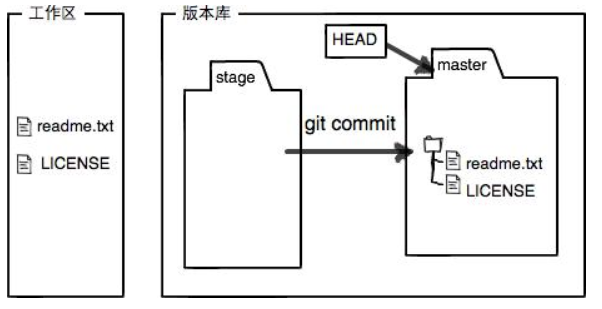 工作区
readme.txt
LICENSE
版本库
HEAD
stage
master
git commit
readme.txt
LICENSE